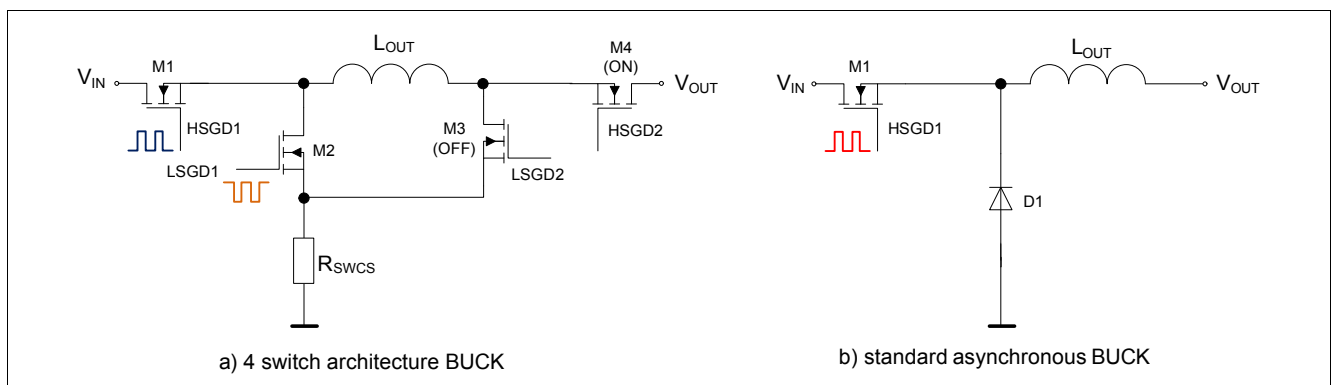 LOUT
M1
VIN
HSGD1
M4
(ON)
VOUT
HSGD2
M3
(OFF)
LSGD2
M2
LSGD1
RSWCS
a) 4 switch architecture BUCK
LOUT
M1
VIN
HSGD1
VOUT
D1
b) standard asynchronous BUCK